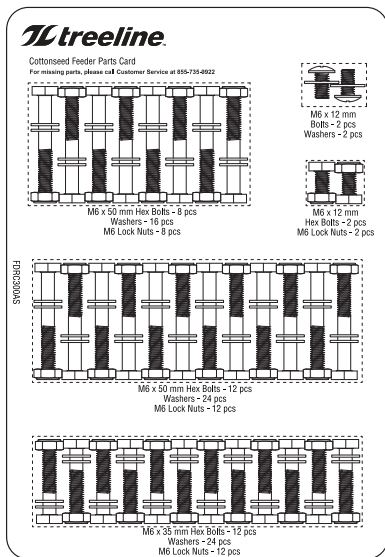 treeline
Cottonseed Feeder Parts Card
For missing parts, please call Customer Service at 855-735-9922
M6 x 12 mm
Bolts - 2 pcs
Washers - 2 pcs
M6 x 50 mm Hex Bolts - 8 pcs
Washers - 16 pcs
M6 Lock Nuts - 8 pcs
M6 x 12 mm
Hex Bolts - 2 pcs
M6 Lock Nuts - 2 pcs
FDRC300AS
M6 x 50 mm Hex Bolts - 12 pcs
Washers - 24 pcs
M6 Lock Nuts - 12 pcs
M6 x 35 mm Hex Bolts - 12 pcs
Washers - 24 pcs
M6 Lock Nuts - 12 pcs